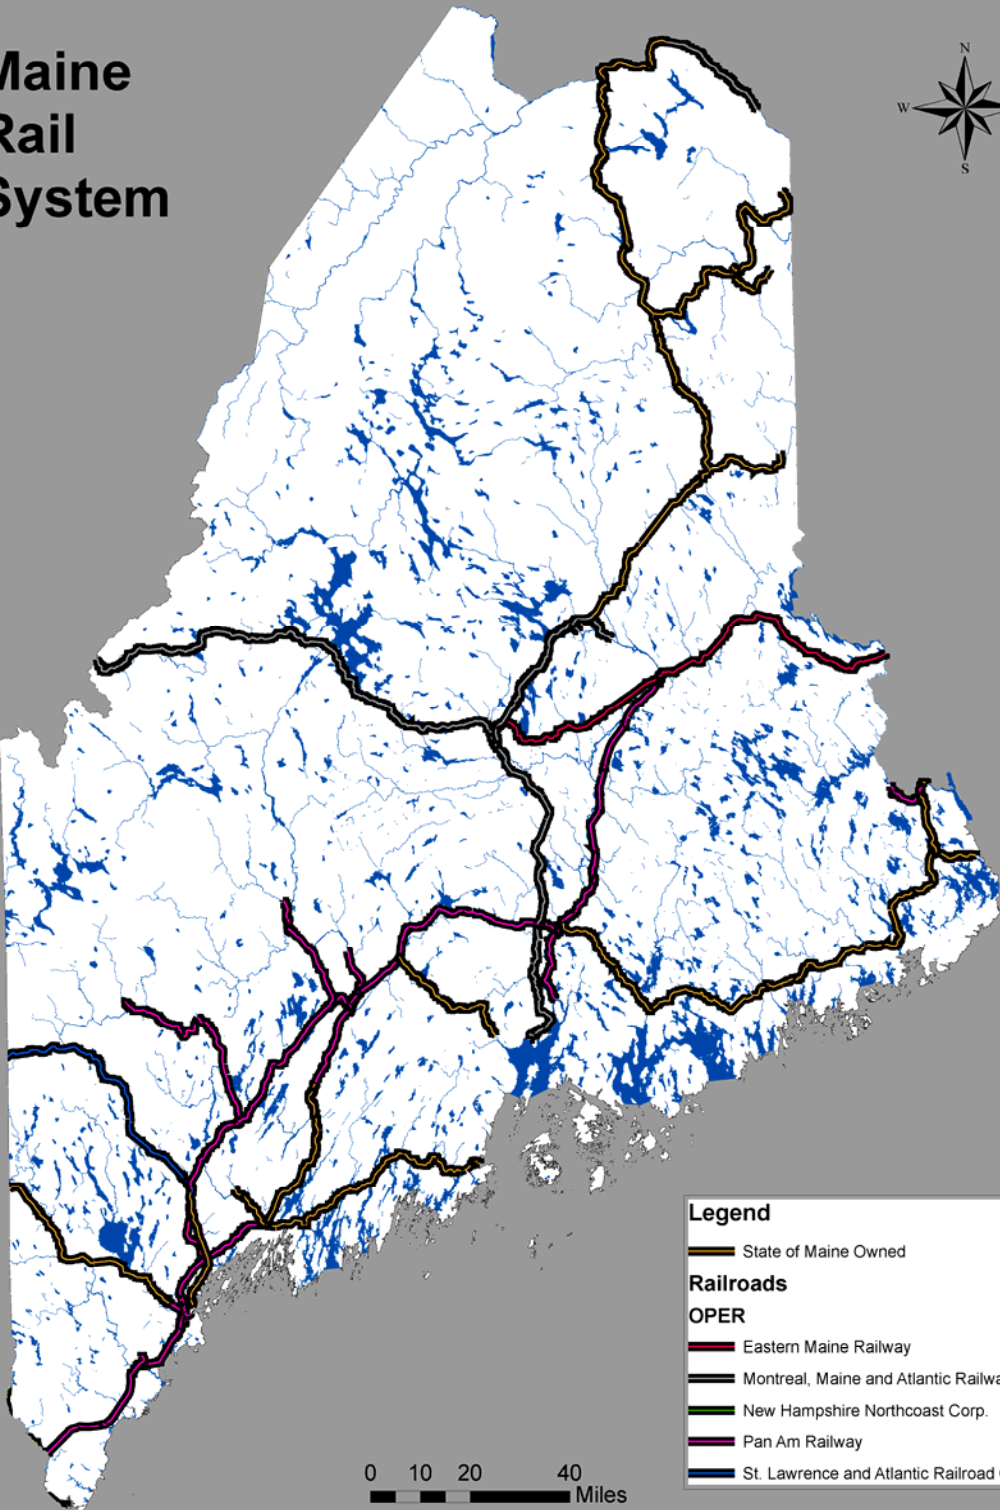 Maine
Rail
System
N
W
S
Legend
State of Maine Owned
Railroads
OPER
Eastern Maine Railway
Montreal, Maine and Atlantic Railwa
New Hampshire Northcoast Corp.
Pan Am Railway
St. Lawrence and Atlantic Railroad
0 10 20 40
Miles